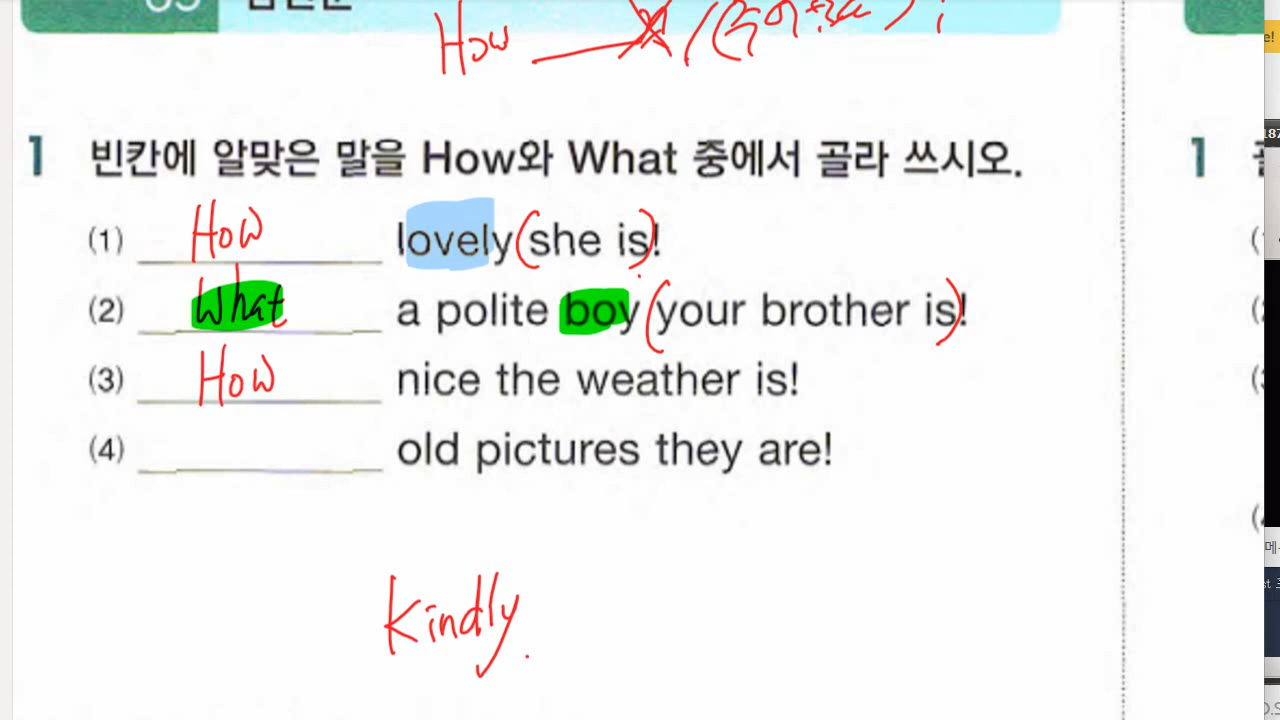 How
1 빈칸에 알맞은 말을 How와 What 중에서 골라 쓰시오.
(1) How lovely (she is)!
(2) What a polite boy (your brother is)!
(3) How nice the weather is!
(4) old pictures they are!
Kindly.
1